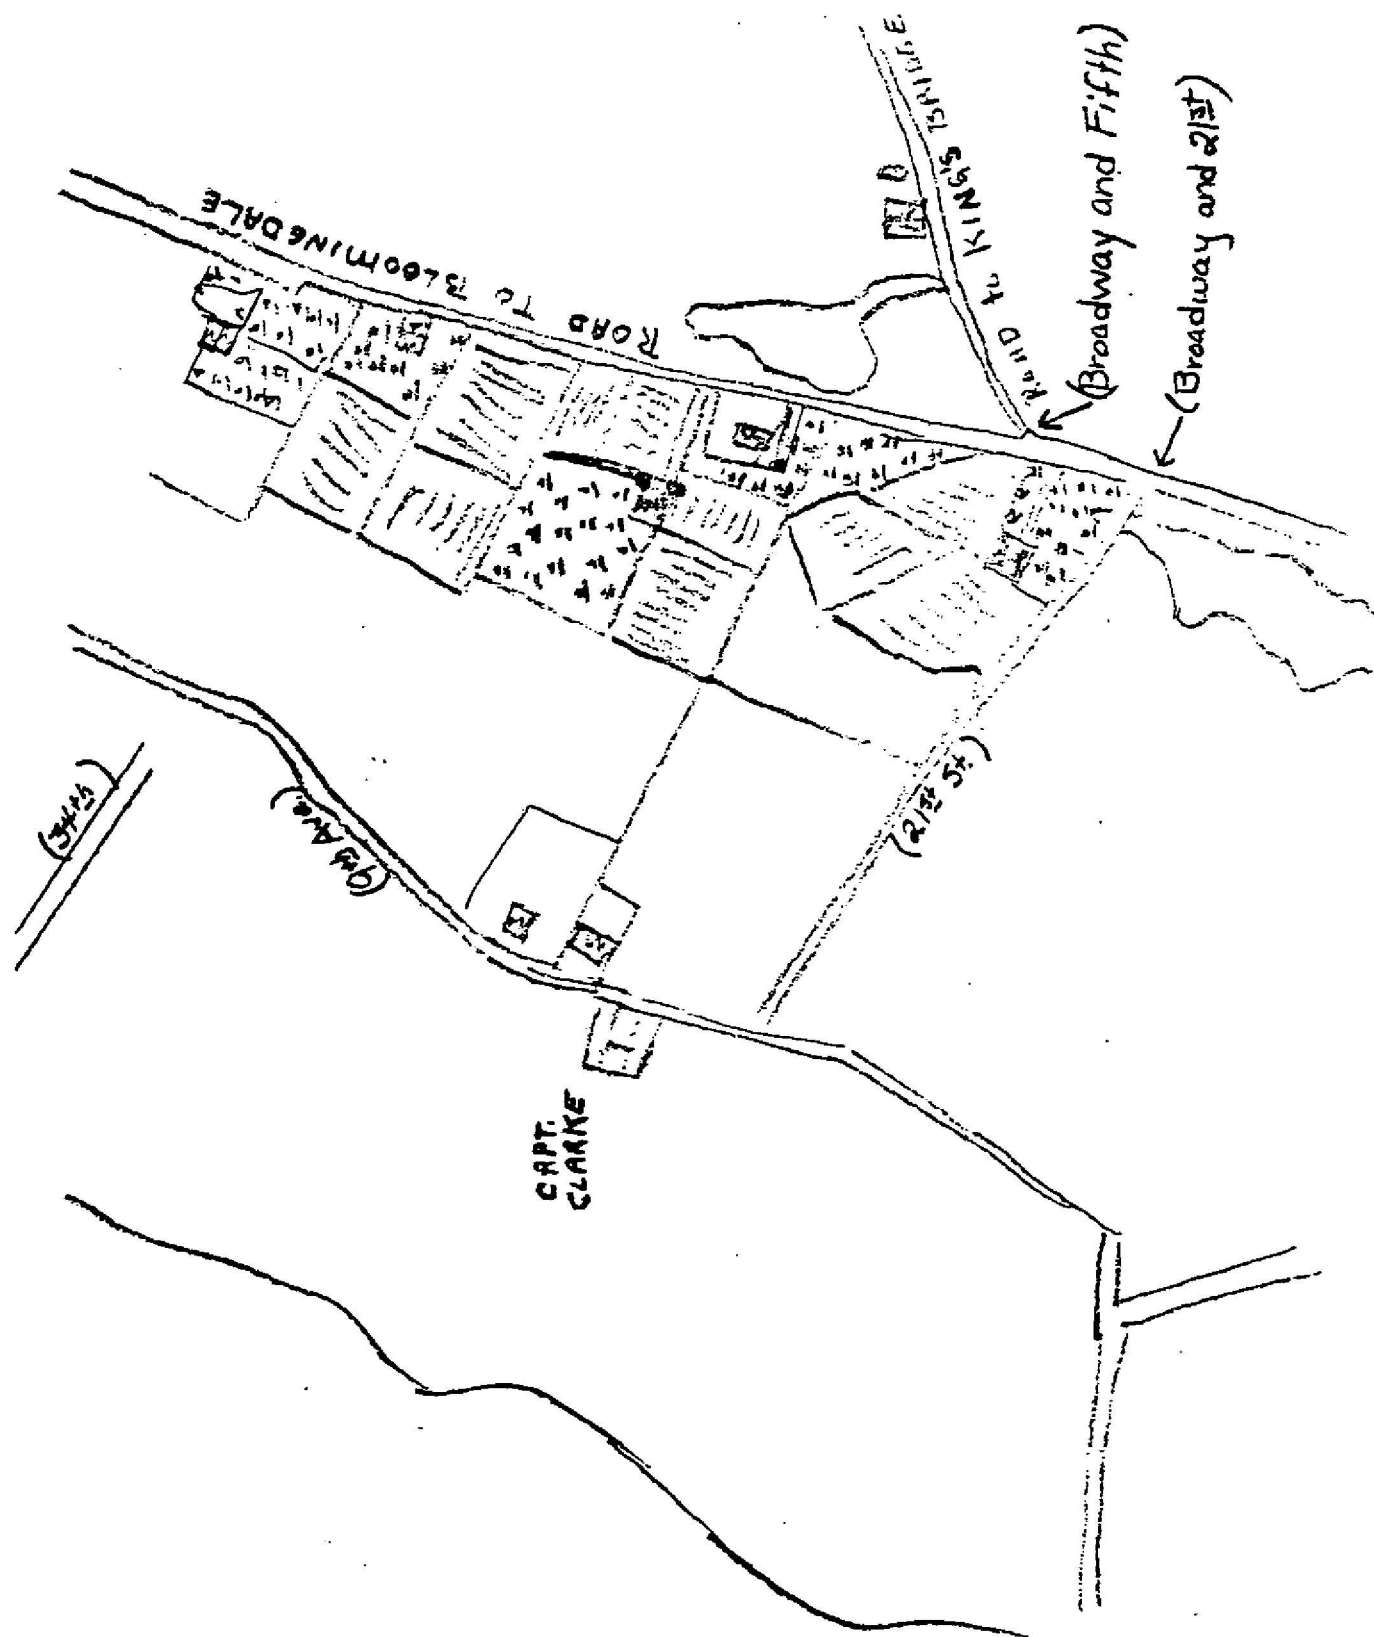 ROAD TO BLOOMINGDALE
ROAD to KING'S BRIDGE
B
(Broadway and Fifth)
(Broadway and 21st)
(34th)
(9th Ave.)
(21st St.)
CAPT.
CLARKE